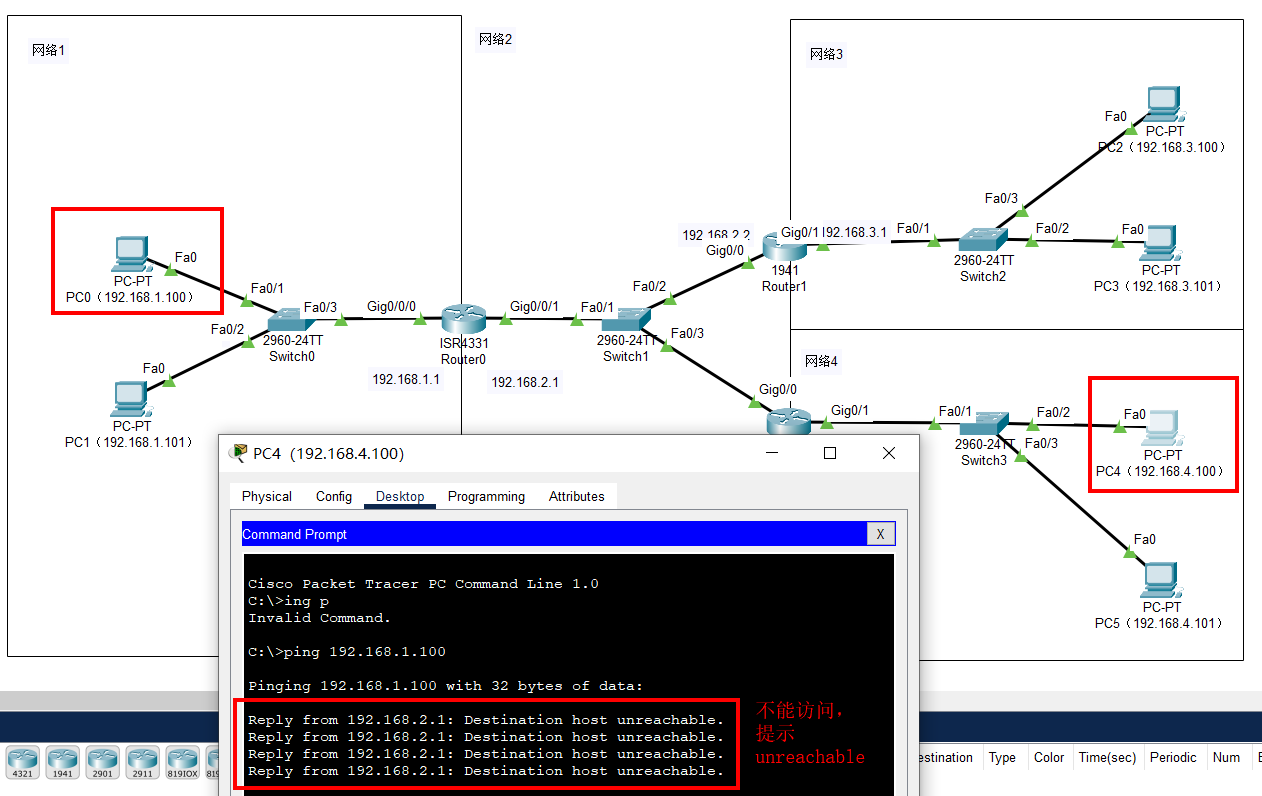 网络1
网络2
网络3
网络4
Fa0
PC-PT
PC2（192.168.3.100）
Fa0/3
192.168.2.2
Gig0/1
192.168.3.1
Fa0/1
Fa0/2
Fa0
Gig0/0
1941
Router1
2960-24TT
Switch2
PC-PT
PC3（192.168.3.101）
Fa0
PC-PT
PC0（192.168.1.100）
Fa0/1
Fa0/2
Fa0/3
Gig0/0/0
Gig0/0/1
Fa0/1
Fa0/2
Fa0/3
2960-24TT
Switch0
ISR4331
Router0
2960-24TT
Switch1
192.168.1.1
192.168.2.1
Fa0
PC-PT
PC1（192.168.1.101）
Gig0/0
Gig0/1
Fa0/1
Fa0/2
Fa0
2960-24TT
Switch3
Fa0/3
PC-PT
PC4（192.168.4.100）
Fa0
PC-PT
PC5（192.168.4.101）
PC4（192.168.4.100）
Physical Config Desktop Programming Attributes
Command Prompt
X
Cisco Packet Tracer PC Command Line 1.0
C:\>ing p
Invalid Command.
C:\>ping 192.168.1.100
Pinging 192.168.1.100 with 32 bytes of data:
Reply from 192.168.2.1: Destination host unreachable.
Reply from 192.168.2.1: Destination host unreachable.
Reply from 192.168.2.1: Destination host unreachable.
Reply from 192.168.2.1: Destination host unreachable.
不能访问，
提示
unreachable
4321 1941 2901 2911 819IOX
Type Color Time(sec) Periodic Num